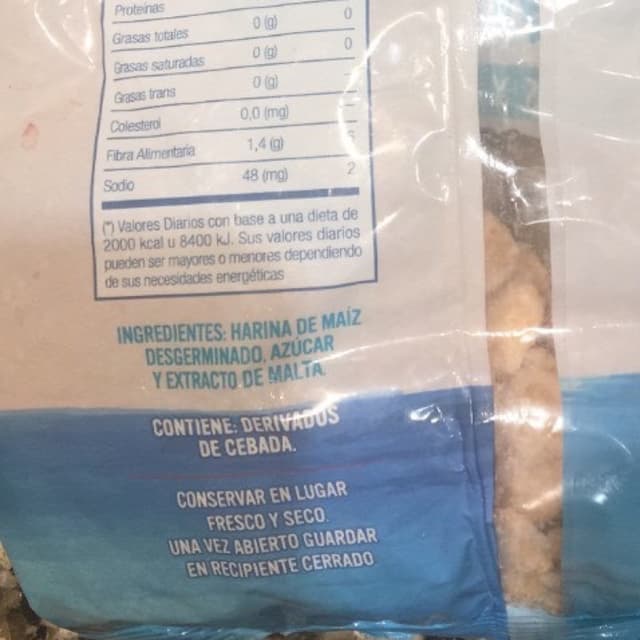 Proteínas 0
Grasas totales 0 (g) 0
Grasas saturadas 0 (g)
Grasas trans 0 (g)
Colesterol 0,0 (mg)
Fibra Alimentaria 1,4 (g)
Sodio 48 (mg) 2
(*) Valores Diarios con base a una dieta de
2000 kcal u 8400 kJ. Sus valores diarios
pueden ser mayores o menores dependiendo
de sus necesidades energéticas
INGREDIENTES: HARINA DE MAÍZ
DESGERMINADO, AZÚCAR
Y EXTRACTO DE MALTA.
CONTIENE: DERIVADOS
DE CEBADA.
CONSERVAR EN LUGAR
FRESCO Y SECO.
UNA VEZ ABIERTO GUARDAR
EN RECIPIENTE CERRADO